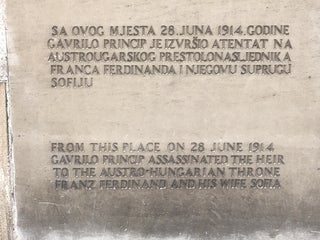 SA OVOG MJESTA 28. JUNA 1914. GODINE
GAVRILO PRINCIP JE IZVRŠIO ATENTAT NA
AUSTROUGARSKOG PRESTOLONASLJEDNIKA
FRANCA FERDINANDA I NJEGOVU SUPRUGU
SOFIJU
FROM THIS PLACE ON 28 JUNE 1914
GAVRILO PRINCIP ASSASSINATED THE HEIR
TO THE AUSTRO-HUNGARIAN THRONE
FRANZ FERDINAND AND HIS WIFE SOFIA